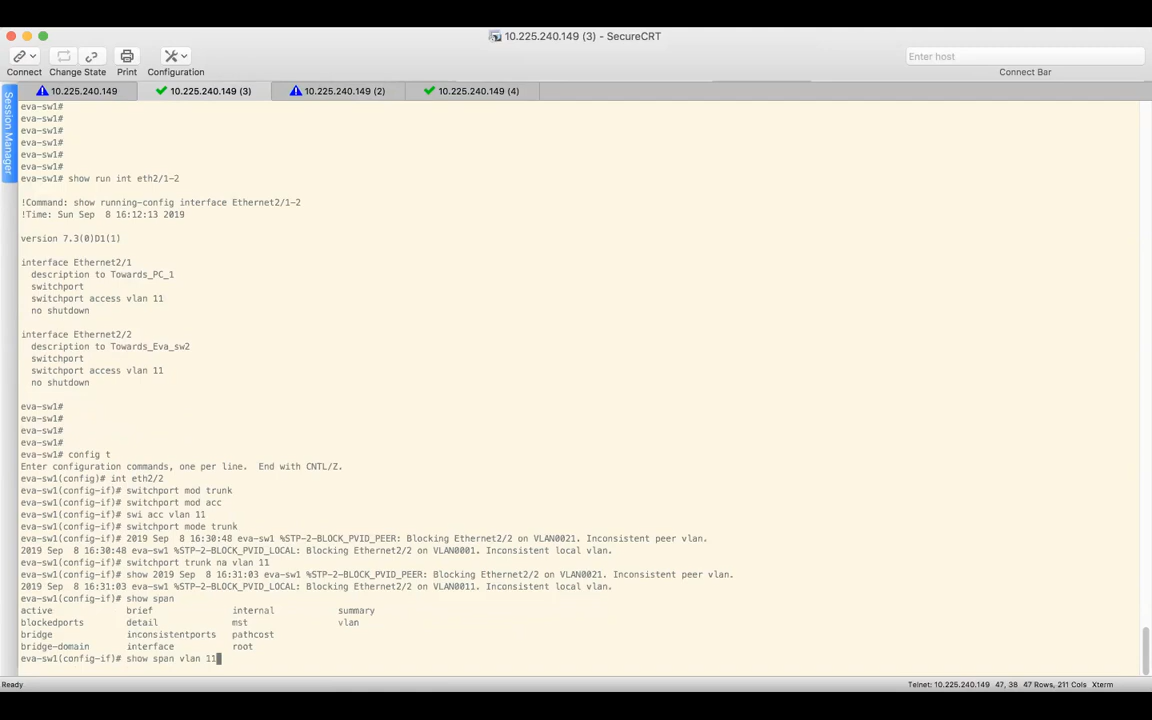 10.225.240.149 (3) - SecureCRT
Enter host
Connect Change State Print Configuration Connect Bar
10.225.240.149 10.225.240.149 (3) 10.225.240.149 (2) 10.225.240.149 (4)
Session Manager
eva-sw1#
eva-sw1#
eva-sw1#
eva-sw1#
eva-sw1#
eva-sw1#
eva-sw1# show run int eth2/1-2
!Command: show running-config interface Ethernet2/1-2
!Time: Sun Sep  8 16:12:13 2019
version 7.3(0)D1(1)
interface Ethernet2/1
  description to Towards_PC_1
  switchport
  switchport access vlan 11
  no shutdown
interface Ethernet2/2
  description to Towards_Eva_sw2
  switchport
  switchport access vlan 11
  no shutdown
eva-sw1#
eva-sw1#
eva-sw1#
eva-sw1#
eva-sw1# config t
Enter configuration commands, one per line.  End with CNTL/Z.
eva-sw1(config)# int eth2/2
eva-sw1(config-if)# switchport mod trunk
eva-sw1(config-if)# switchport mod acc
eva-sw1(config-if)# swi acc vlan 11
eva-sw1(config-if)# switchport mode trunk
eva-sw1(config-if)# 2019 Sep  8 16:30:48 eva-sw1 %STP-2-BLOCK_PVID_PEER: Blocking Ethernet2/2 on VLAN0021. Inconsistent peer vlan.
2019 Sep  8 16:30:48 eva-sw1 %STP-2-BLOCK_PVID_LOCAL: Blocking Ethernet2/2 on VLAN0001. Inconsistent local vlan.
eva-sw1(config-if)# switchport trunk na vlan 11
eva-sw1(config-if)# show 2019 Sep  8 16:31:03 eva-sw1 %STP-2-BLOCK_PVID_PEER: Blocking Ethernet2/2 on VLAN0021. Inconsistent peer vlan.
2019 Sep  8 16:31:03 eva-sw1 %STP-2-BLOCK_PVID_LOCAL: Blocking Ethernet2/2 on VLAN0011. Inconsistent local vlan.
eva-sw1(config-if)# show span
active brief internal summary
blockedports detail mst vlan
bridge inconsistentports pathcost
bridge-domain interface root
eva-sw1(config-if)# show span vlan 11
Ready Telnet: 10.225.240.149 47, 38 47 Rows, 211 Cols Xterm